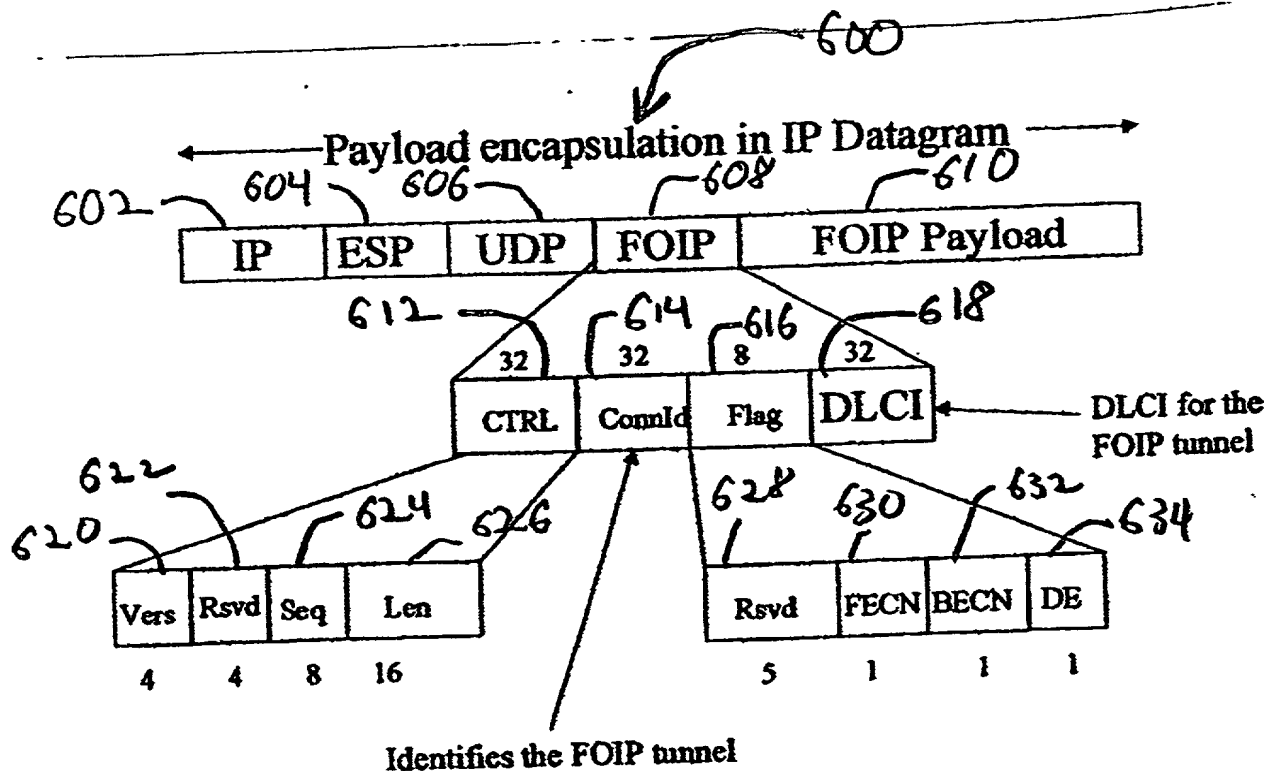 600
Payload encapsulation in IP Datagram
602 604 606 608 610
IP ESP UDP FOIP FOIP Payload
612 614 616 618
32 32 8 32
CTRL ConnId Flag DLCI
DLCI for the
FOIP tunnel
620 622 624 626 628 630 632 634
Vers Rsvd Seq Len Rsvd FECN BECN DE
4 4 8 16 5 1 1 1
Identifies the FOIP tunnel